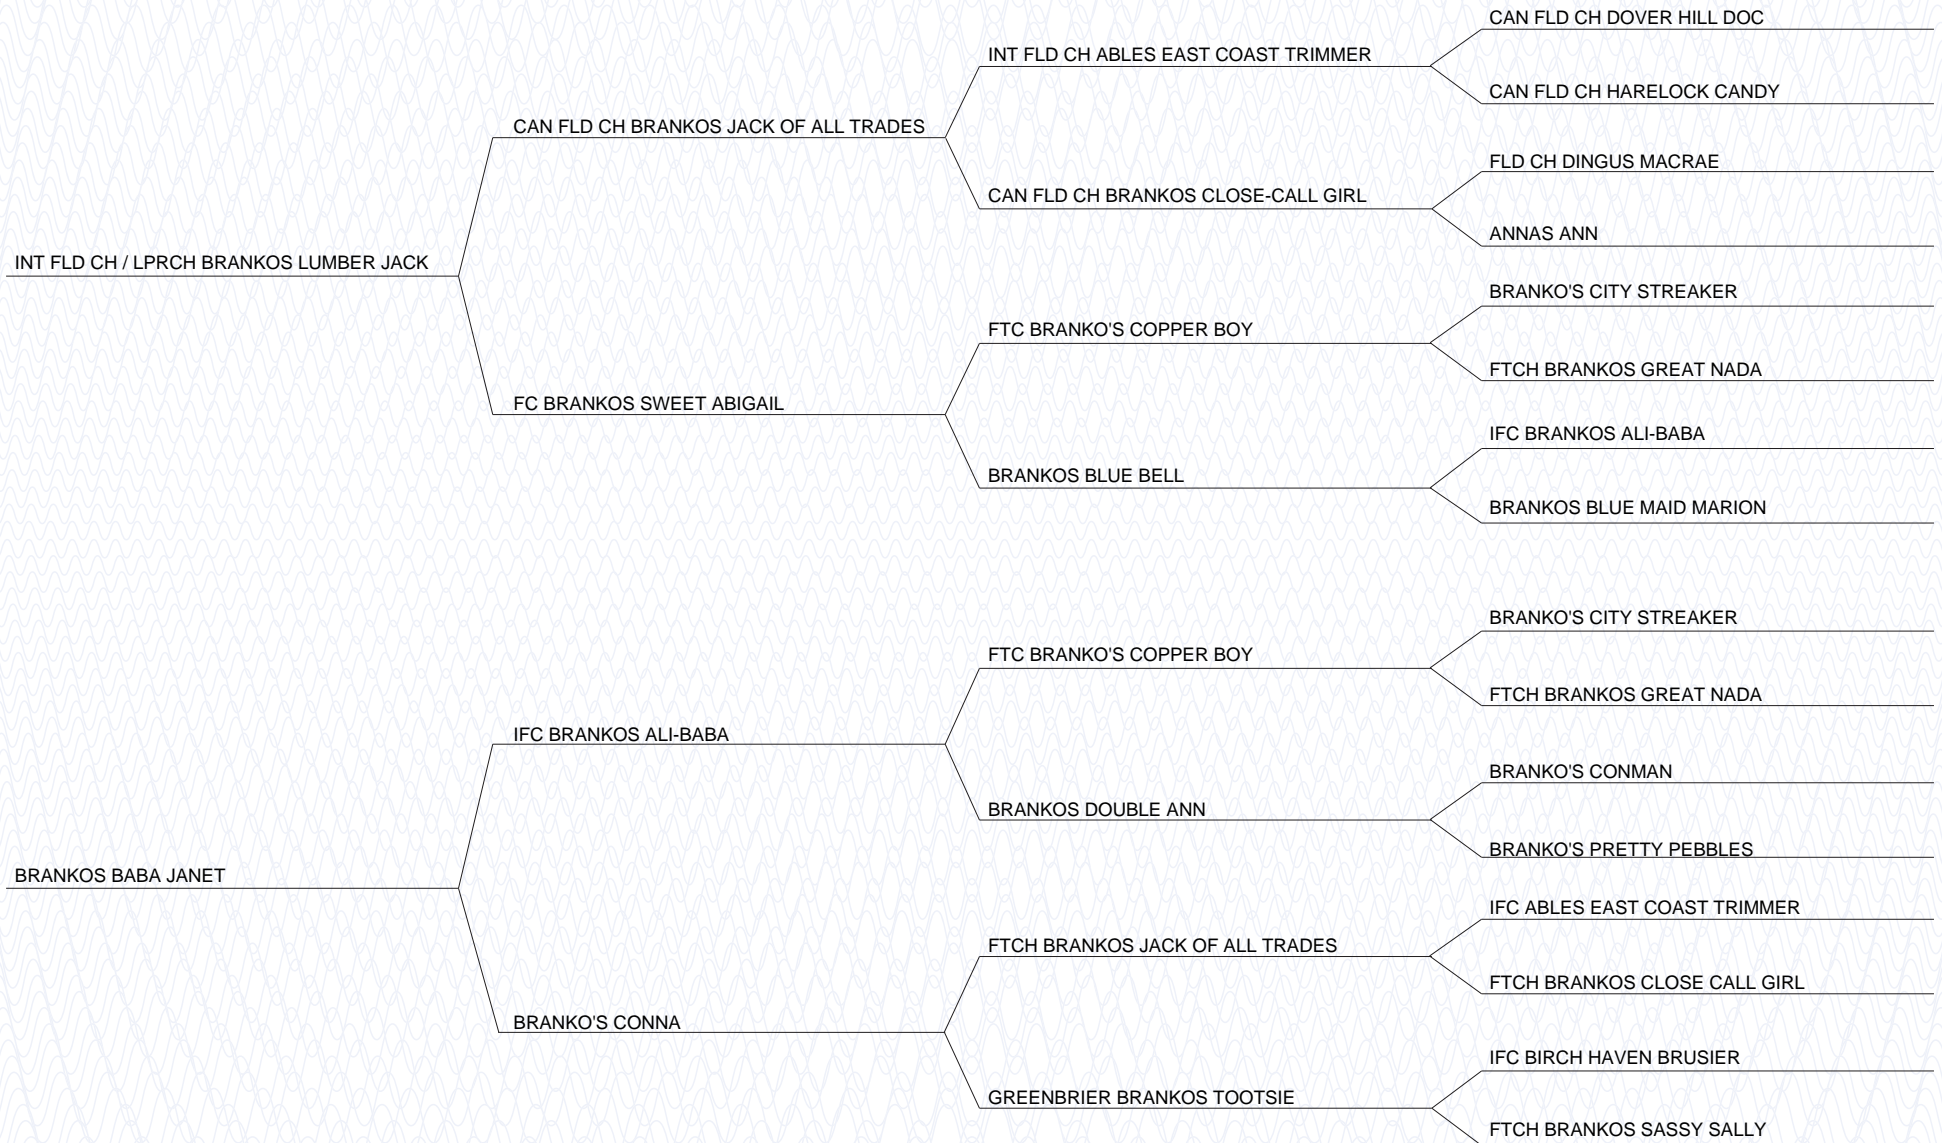 CAN FLD CH DOVER HILL DOC
INT FLD CH ABLES EAST COAST TRIMMER
CAN FLD CH HARELOCK CANDY
CAN FLD CH BRANKOS JACK OF ALL TRADES
FLD CH DINGUS MACRAE
CAN FLD CH BRANKOS CLOSE-CALL GIRL
ANNAS ANN
INT FLD CH / LPRCH BRANKOS LUMBER JACK
BRANKO'S CITY STREAKER
FTC BRANKO'S COPPER BOY
FTCH BRANKOS GREAT NADA
FC BRANKOS SWEET ABIGAIL
IFC BRANKOS ALI-BABA
BRANKOS BLUE BELL
BRANKOS BLUE MAID MARION
BRANKO'S CITY STREAKER
FTC BRANKO'S COPPER BOY
FTCH BRANKOS GREAT NADA
IFC BRANKOS ALI-BABA
BRANKO'S CONMAN
BRANKOS DOUBLE ANN
BRANKO'S PRETTY PEBBLES
BRANKOS BABA JANET
IFC ABLES EAST COAST TRIMMER
FTCH BRANKOS JACK OF ALL TRADES
FTCH BRANKOS CLOSE CALL GIRL
BRANKO'S CONNA
IFC BIRCH HAVEN BRUSIER
GREENBRIER BRANKOS TOOTSIE
FTCH BRANKOS SASSY SALLY